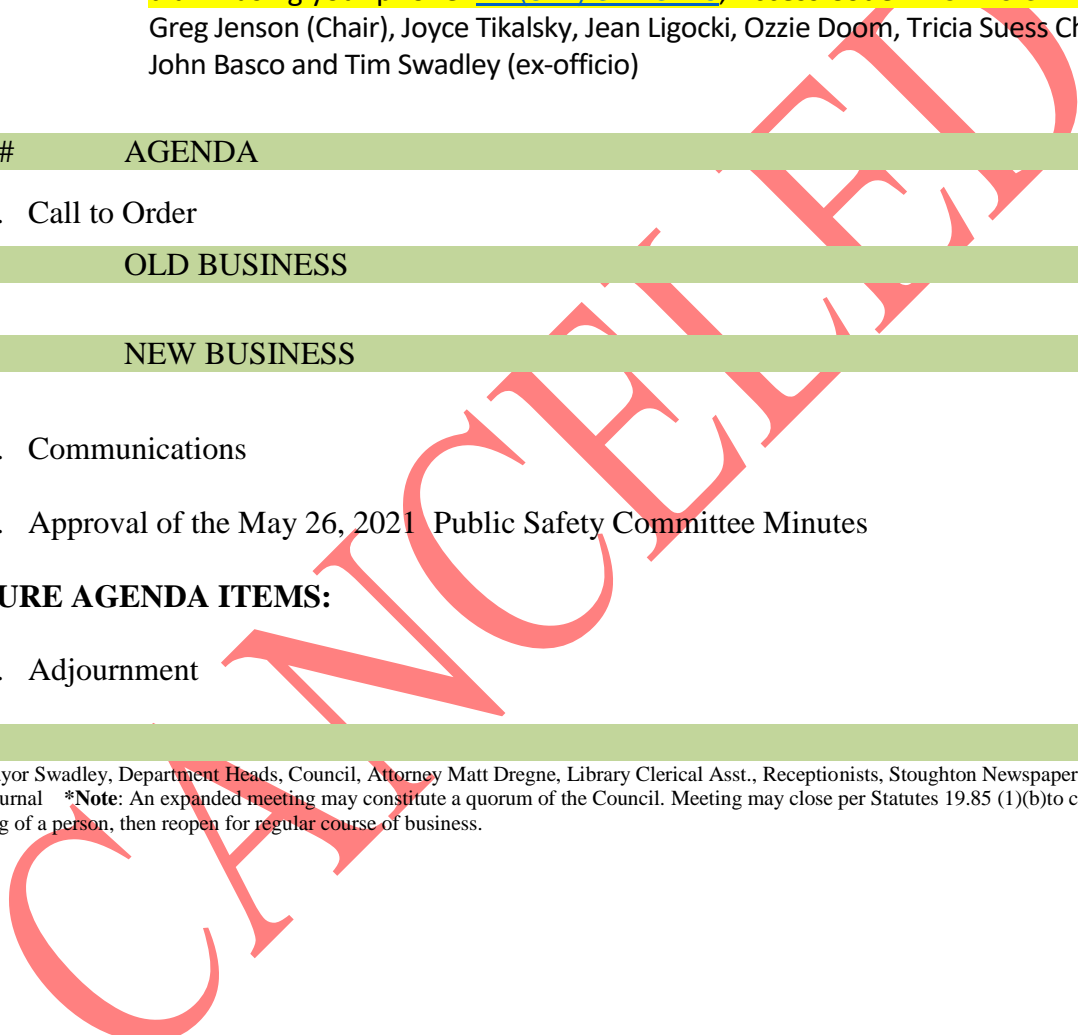 Greg Jenson (Chair), Joyce Tikalsky, Jean Ligocki, Ozzie Doom, Tricia Suess Ch
John Basco and Tim Swadley (ex-officio)
# AGENDA
. Call to Order
OLD BUSINESS
NEW BUSINESS
. Communications
. Approval of the May 26, 2021 Public Safety Committee Minutes
URE AGENDA ITEMS:
. Adjournment
yor Swadley, Department Heads, Council, Attorney Matt Dregne, Library Clerical Asst., Receptionists, Stoughton Newspaper
urnal *Note: An expanded meeting may constitute a quorum of the Council. Meeting may close per Statutes 19.85 (1)(b)to c
g of a person, then reopen for regular course of business.
CANCELED